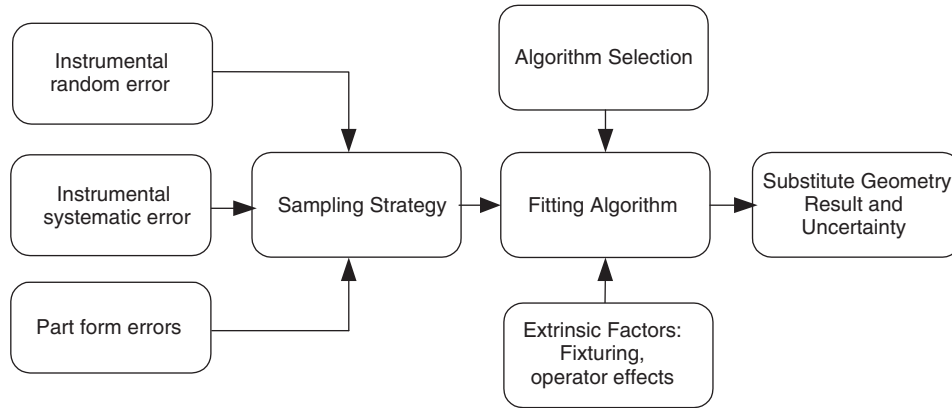 Instrumental
random error
Algorithm Selection
Instrumental
systematic error
Sampling Strategy
Fitting Algorithm
Substitute Geometry
Result and
Uncertainty
Part form errors
Extrinsic Factors:
Fixturing,
operator effects